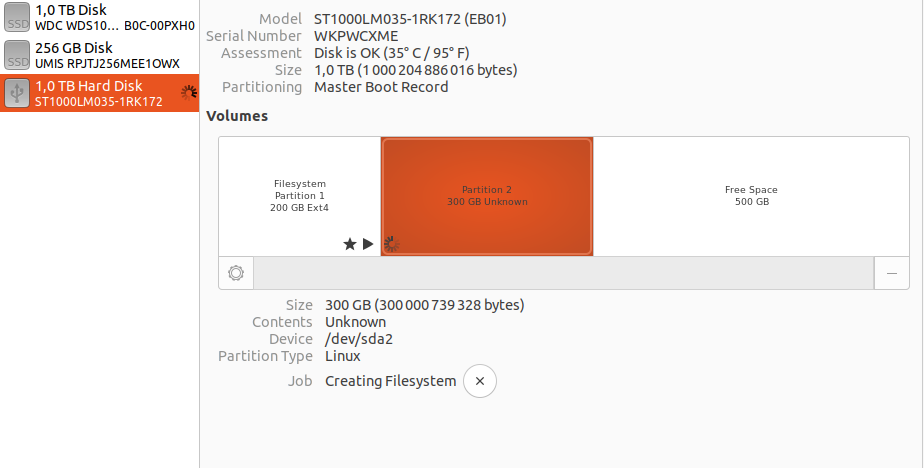 1,0 TB Disk
SSD
WDC WDS10… B0C-00PXH0
256 GB Disk
SSD
UMIS RPJTJ256MEE1OWX
1,0 TB Hard Disk
ST1000LM035-1RK172
Model ST1000LM035-1RK172 (EB01)
Serial Number WKPWCXME
Assessment Disk is OK (35° C / 95° F)
Size 1,0 TB (1 000 204 886 016 bytes)
Partitioning Master Boot Record
Volumes
Filesystem
Partition 1
200 GB Ext4
Partition 2
300 GB Unknown
Free Space
500 GB
Size 300 GB (300 000 739 328 bytes)
Contents Unknown
Device /dev/sda2
Partition Type Linux
Job Creating Filesystem